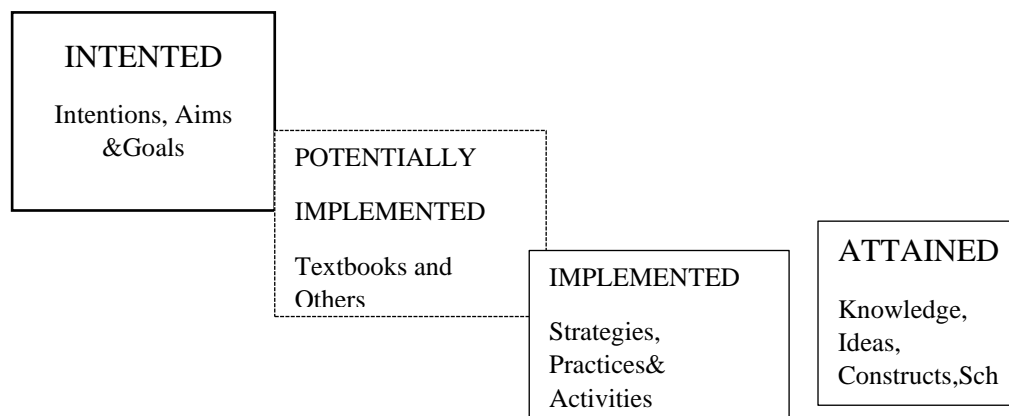 INTENTED
Intentions, Aims
&Goals
POTENTIALLY
IMPLEMENTED
Textbooks and
Others
IMPLEMENTED
Strategies,
Practices&
Activities
ATTAINED
Knowledge,
Ideas,
Constructs,Sch